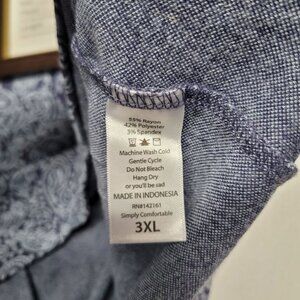 55% Rayon
42% Polyester
3% Spandex
Machine Wash Cold
Gentle Cycle
Do Not Bleach
Hang Dry
or you'll be sad
MADE IN INDONESIA
RN#142161
Simply Comfortable
3XL